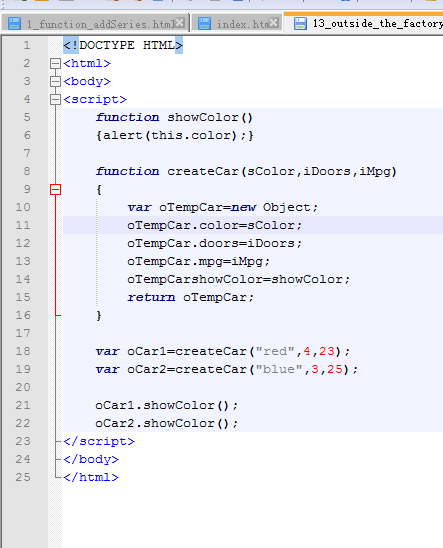 1_function_addSeries.html index.htm 13_outside_the_factory
1 <!DOCTYPE HTML>
2 <html>
3 <body>
4 <script>
5 function showColor()
6 {alert(this.color);}
7
8 function createCar(sColor,iDoors,iMpg)
9 {
10 var oTempCar=new Object;
11 oTempCar.color=sColor;
12 oTempCar.doors=iDoors;
13 oTempCar.mpg=iMpg;
14 oTempCarshowColor=showColor;
15 return oTempCar;
16 }
17
18 var oCar1=createCar("red",4,23);
19 var oCar2=createCar("blue",3,25);
20
21 oCar1.showColor();
22 oCar2.showColor();
23 </script>
24 </body>
25 </html>